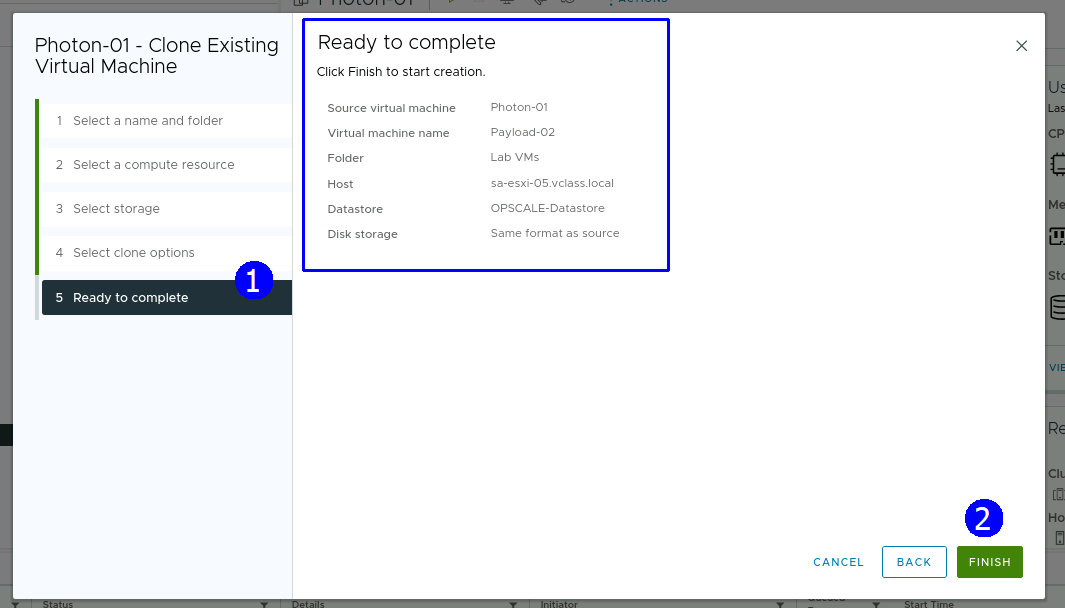 Photon-01
ACTIONS
Photon-01 - Clone Existing
Virtual Machine
1 Select a name and folder
2 Select a compute resource
3 Select storage
4 Select clone options
5 Ready to complete
1
Ready to complete
Click Finish to start creation.
Source virtual machine Photon-01
Virtual machine name Payload-02
Folder Lab VMs
Host sa-esxi-05.vclass.local
Datastore OPSCALE-Datastore
Disk storage Same format as source
2
CANCEL BACK FINISH
Status Details Initiator Start Time